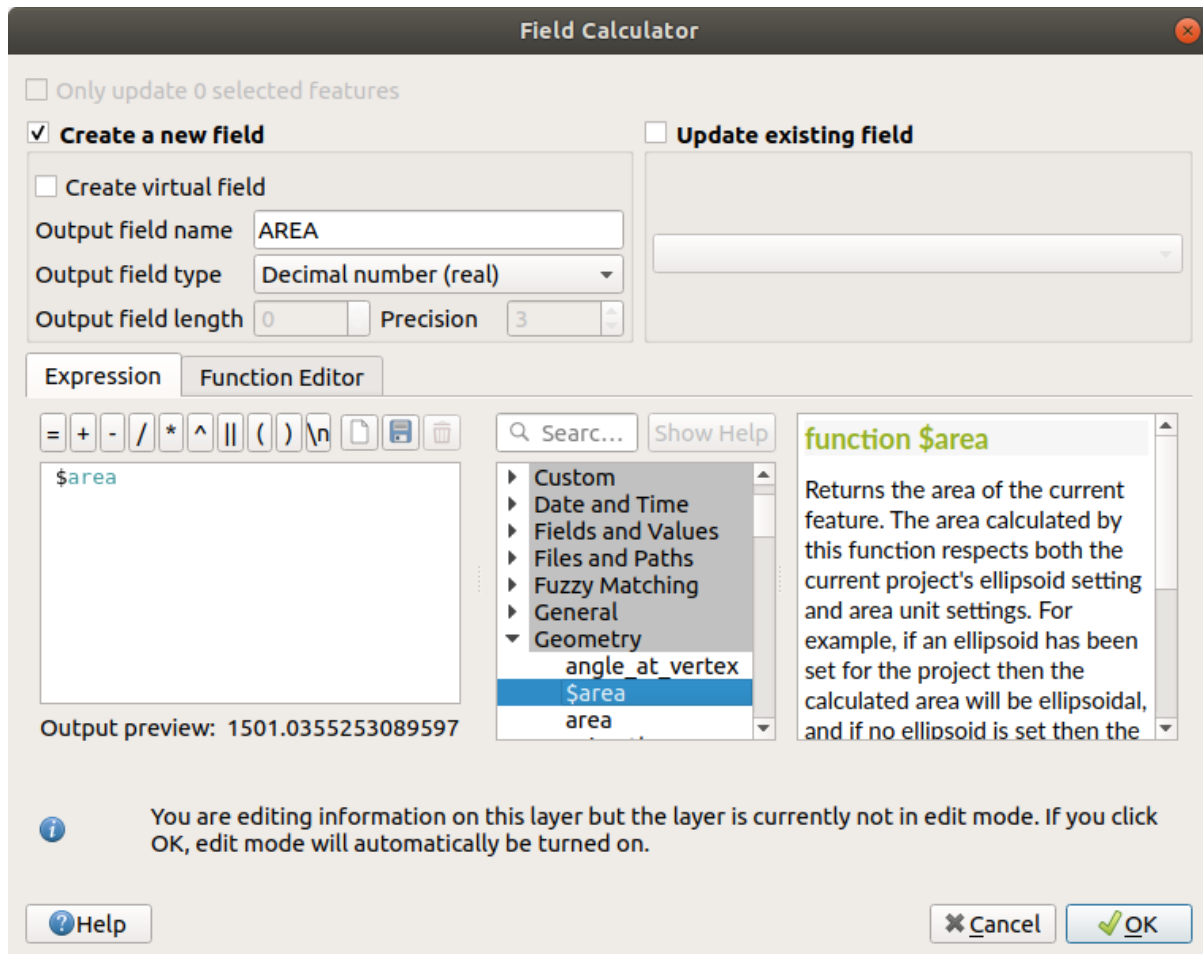 Field Calculator
Only update 0 selected features
Create a new field
Update existing field
Create virtual field
Output field name AREA
Output field type Decimal number (real)
Output field length 0 Precision 3
Expression Function Editor
= + - / * ^ || ( ) \n
Searc... Show Help
$area
Output preview: 1501.0355253089597
Custom
Date and Time
Fields and Values
Files and Paths
Fuzzy Matching
General
Geometry
angle_at_vertex
$area
area
function $area
Returns the area of the current
feature. The area calculated by
this function respects both the
current project's ellipsoid setting
and area unit settings. For
example, if an ellipsoid has been
set for the project then the
calculated area will be ellipsoidal,
and if no ellipsoid is set then the
You are editing information on this layer but the layer is currently not in edit mode. If you click
OK, edit mode will automatically be turned on.
Help
Cancel
OK